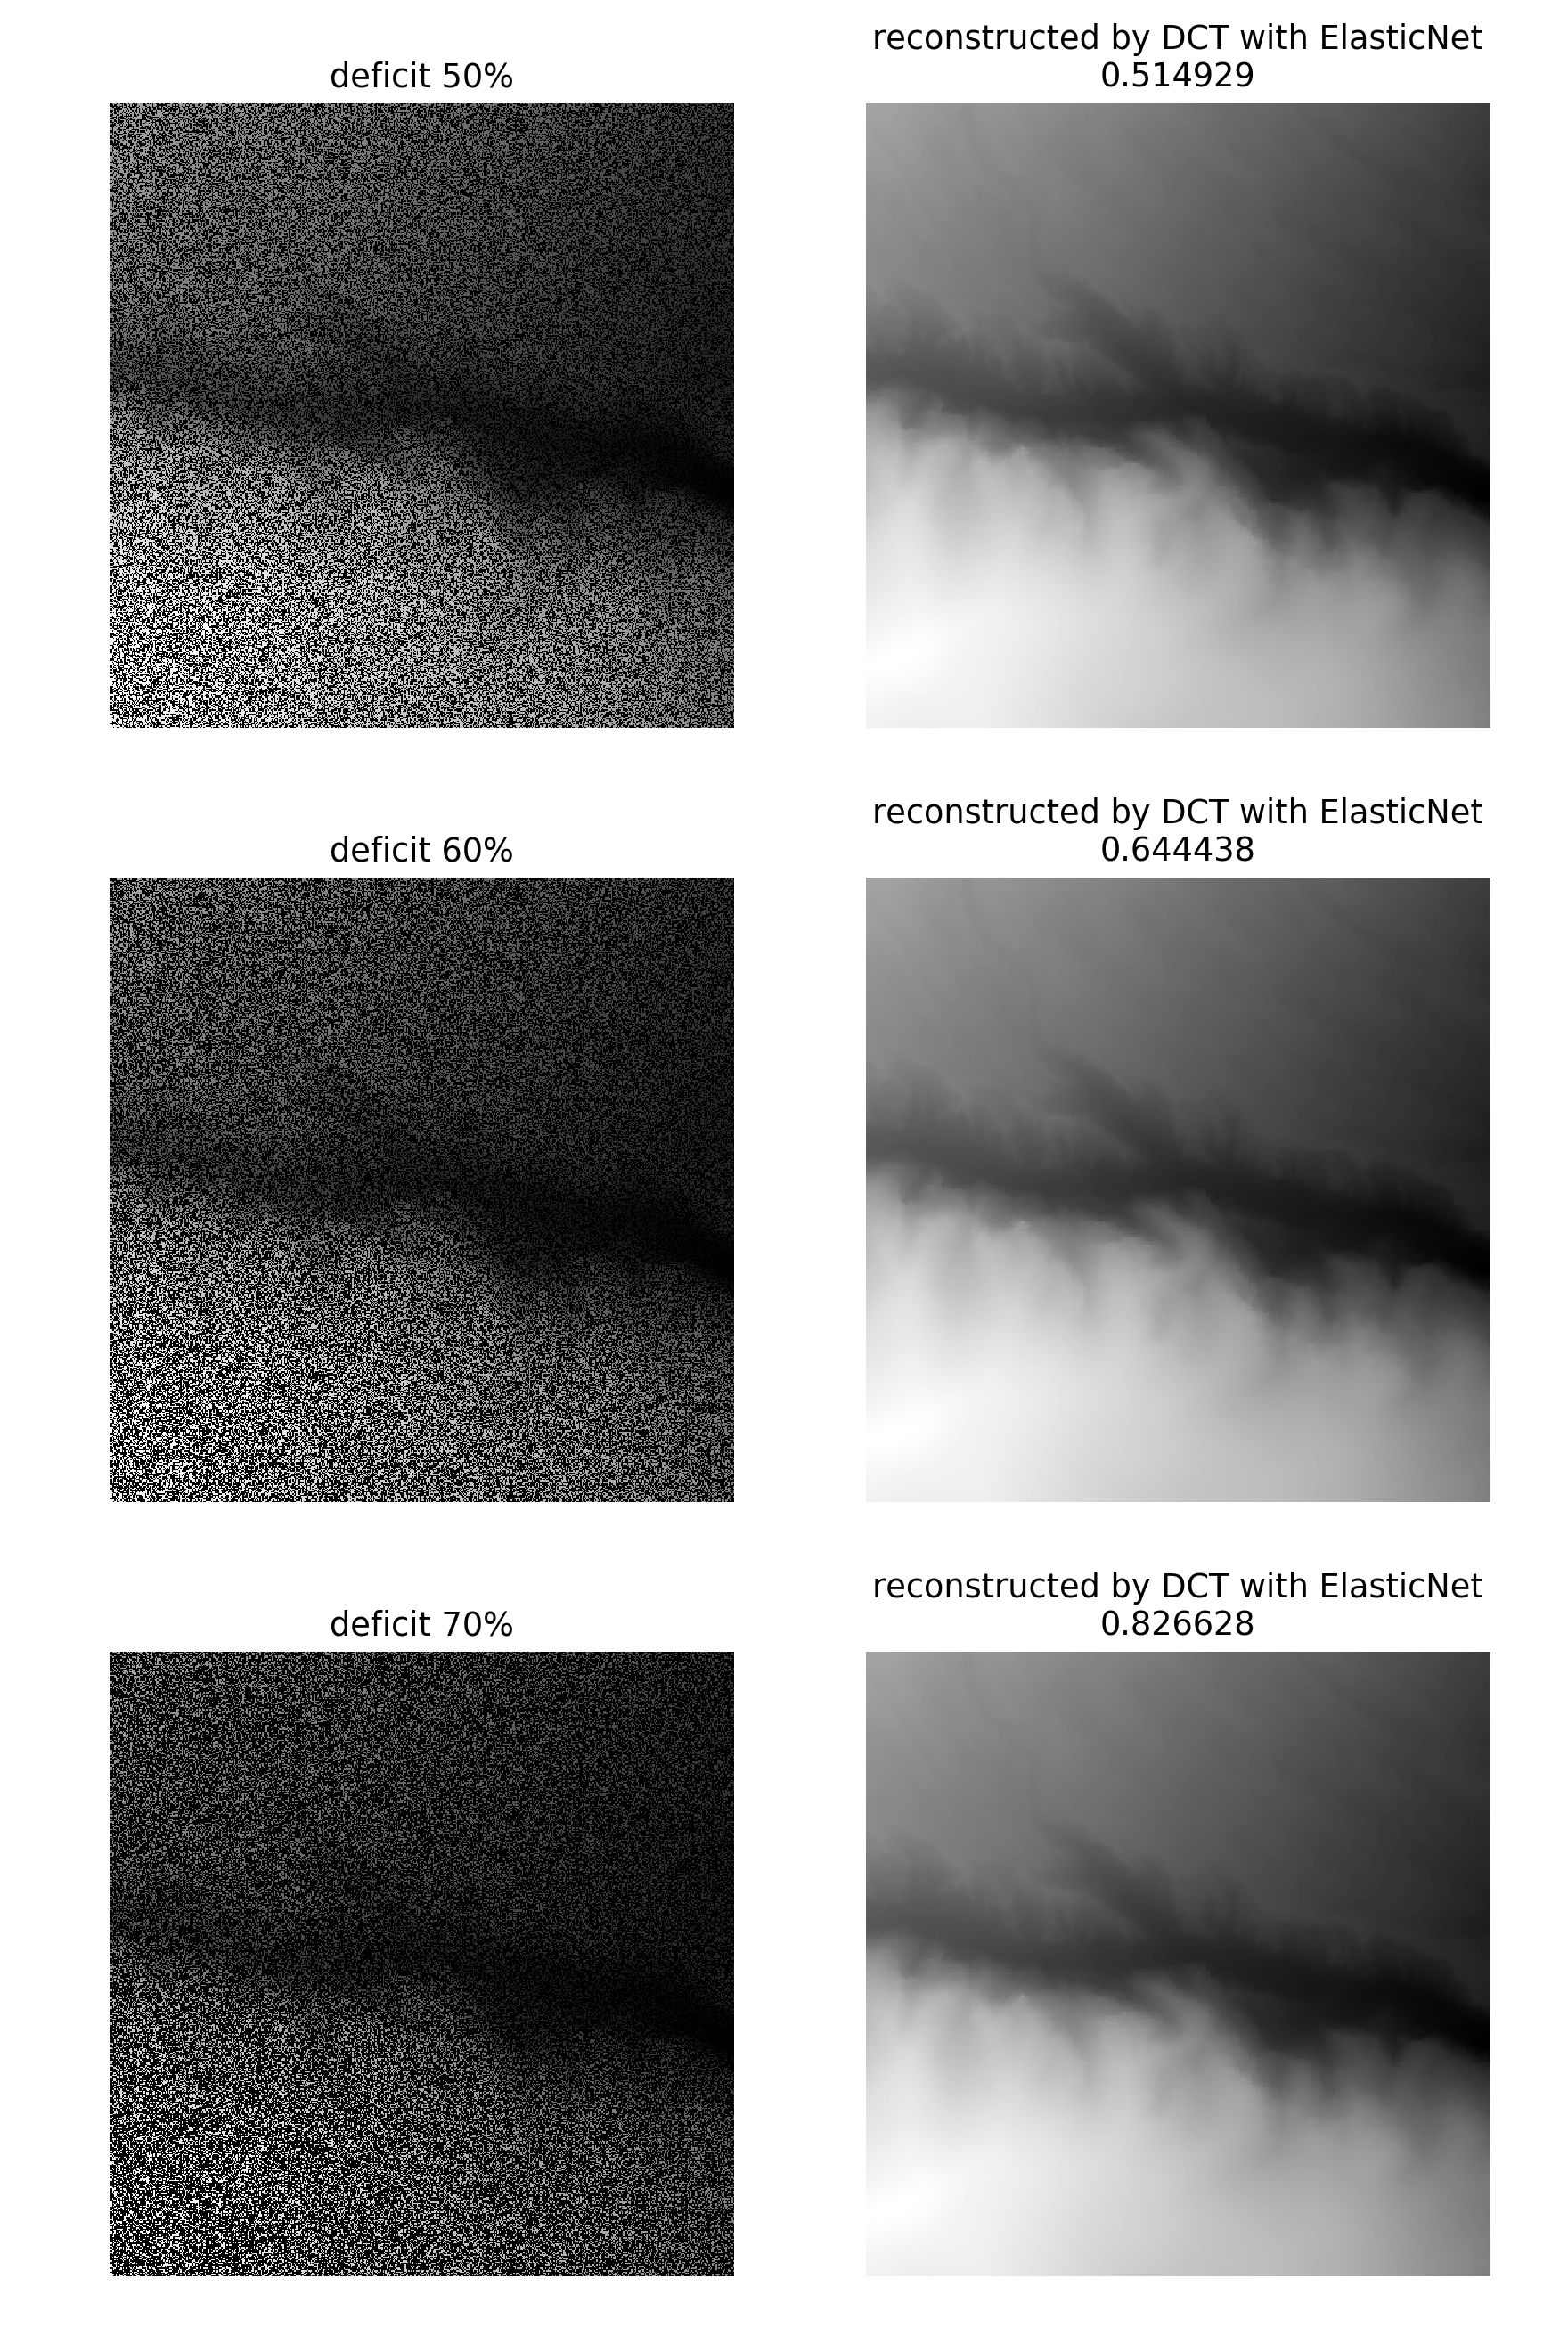 deficit 50%
reconstructed by DCT with ElasticNet
0.514929
deficit 60%
reconstructed by DCT with ElasticNet
0.644438
deficit 70%
reconstructed by DCT with ElasticNet
0.826628